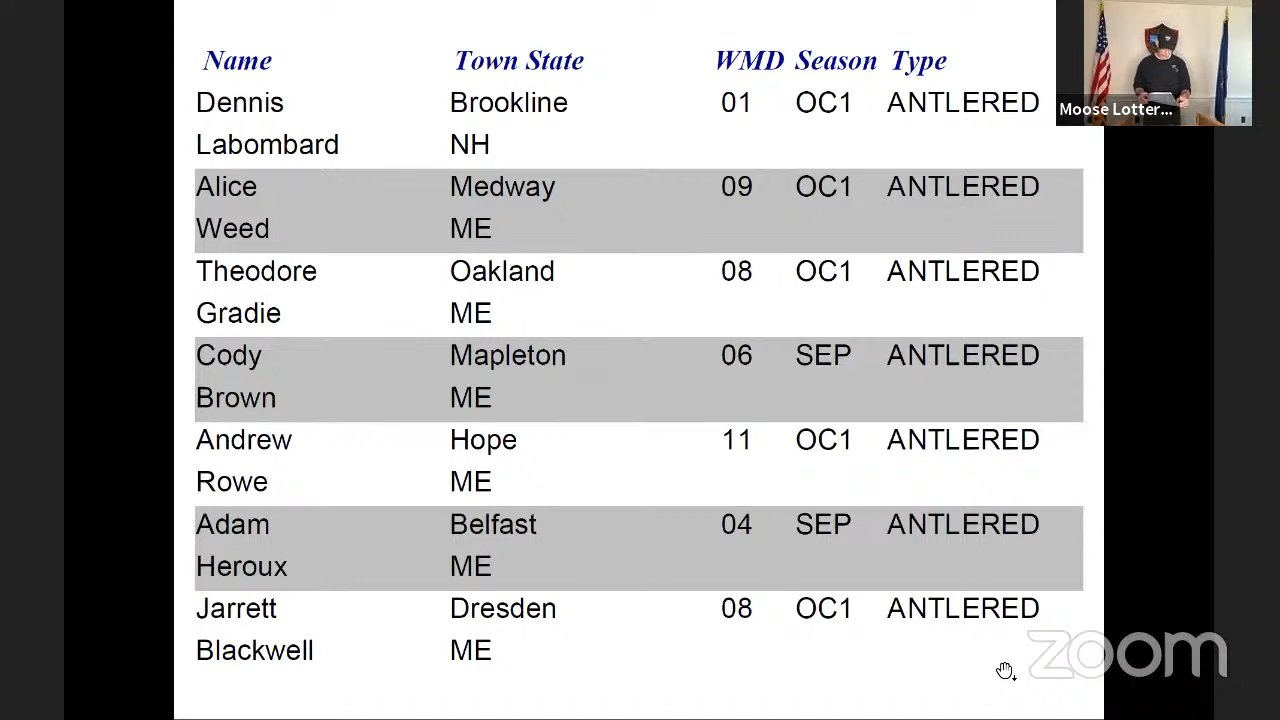 Name Town State WMD Season Type
Dennis Brookline 01 OC1 ANTLERED
Labombard NH
Alice Medway 09 OC1 ANTLERED
Weed ME
Theodore Oakland 08 OC1 ANTLERED
Gradie ME
Cody Mapleton 06 SEP ANTLERED
Brown ME
Andrew Hope 11 OC1 ANTLERED
Rowe ME
Adam Belfast 04 SEP ANTLERED
Heroux ME
Jarrett Dresden 08 OC1 ANTLERED
Blackwell ME
Moose Lotter...
zoom